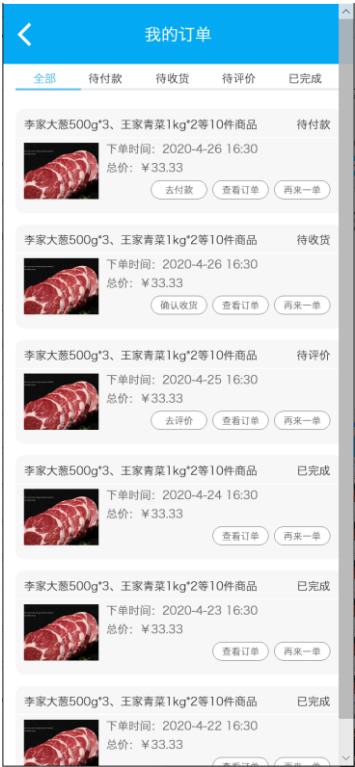 我的订单
全部 待付款 待收货 待评价 已完成
李家大葱500g*3、王家青菜1kg*2等10件商品 待付款
下单时间：2020-4-26 16:30
总价：￥33.33
去付款 查看订单 再来一单
李家大葱500g*3、王家青菜1kg*2等10件商品 待收货
下单时间：2020-4-26 16:30
总价：￥33.33
确认收货 查看订单 再来一单
李家大葱500g*3、王家青菜1kg*2等10件商品 待评价
下单时间：2020-4-25 16:30
总价：￥33.33
去评价 查看订单 再来一单
李家大葱500g*3、王家青菜1kg*2等10件商品 已完成
下单时间：2020-4-24 16:30
总价：￥33.33
查看订单 再来一单
李家大葱500g*3、王家青菜1kg*2等10件商品 已完成
下单时间：2020-4-23 16:30
总价：￥33.33
查看订单 再来一单
李家大葱500g*3、王家青菜1kg*2等10件商品 已完成
下单时间：2020-4-22 16:30
总价：￥33.33
查看订单 再来一单